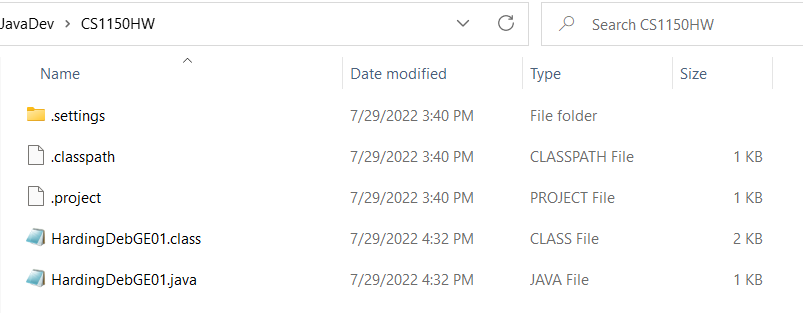 JavaDev > CS1150HW
Search CS1150HW
Name Date modified Type Size
.settings 7/29/2022 3:40 PM File folder
.classpath 7/29/2022 3:40 PM CLASSPATH File 1 KB
.project 7/29/2022 3:40 PM PROJECT File 1 KB
HardingDebGE01.class 7/29/2022 4:32 PM CLASS File 2 KB
HardingDebGE01.java 7/29/2022 4:32 PM JAVA File 1 KB